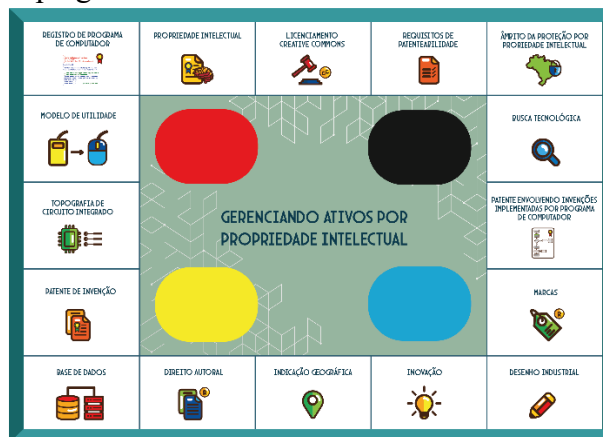 REGISTRO DE PROGRAMA
DE COMPUTADOR
PROPRIEDADE INTELECTUAL
LICENCIAMENTO
CREATIVE COMMONS
REQUISITOS DE
PATENTEABILIDADE
ÂMBITO DA PROTEÇÃO POR
PRORIEDADE INTELECTUAL
MODELO DE UTILIDADE
BUSCA TECNOLÓGICA
TOPOGRAFIA DE
CIRCUITO INTEGRADO
GERENCIANDO ATIVOS POR
PROPRIEDADE INTELECTUAL
PATENTE ENVOLVENDO INVENÇÕES
IMPLEMENTADAS POR PROGRAMA
DE COMPUTADOR
PATENTE DE INVENÇÃO
MARCAS
BASE DE DADOS
DIREITO AUTORAL
INDICAÇÃO GEOGRÁFICA
INOVAÇÃO
DESENHO INDUSTRIAL